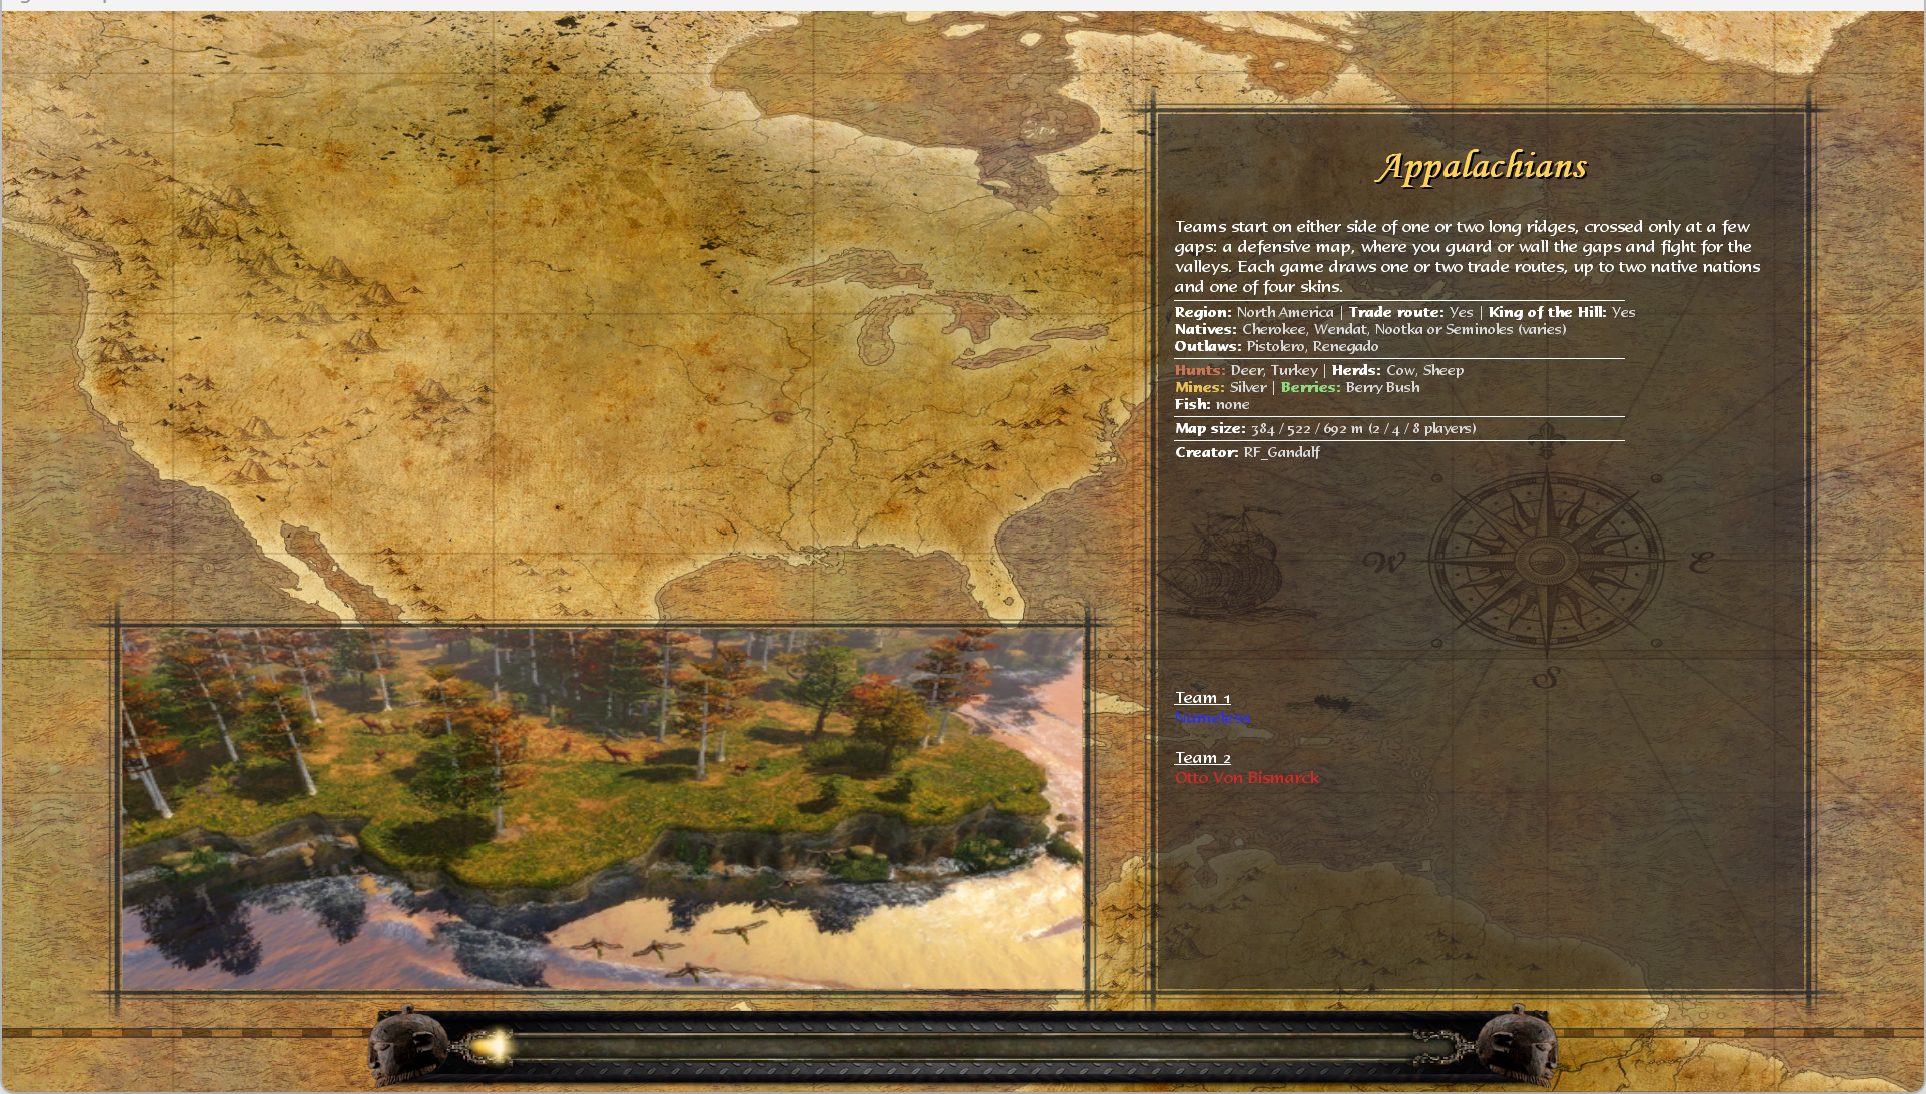 Appalachians
Teams start on either side of one or two long ridges, crossed only at a few
gaps: a defensive map, where you guard or wall the gaps and fight for the
valleys. Each game draws one or two trade routes, up to two native nations
and one of four skins.
Region: North America | Trade route: Yes | King of the Hill: Yes
Natives: Cherokee, Wendat, Nootka or Seminoles (varies)
Outlaws: Pistolero, Renegado
Hunts: Deer, Turkey | Herds: Cow, Sheep
Mines: Silver | Berries: Berry Bush
Fish: none
Map size: 384 / 522 / 692 m (2 / 4 / 8 players)
Creator: RF_Gandalf
W
E
S
Team 1
Nameless
Team 2
Otto Von Bismarck